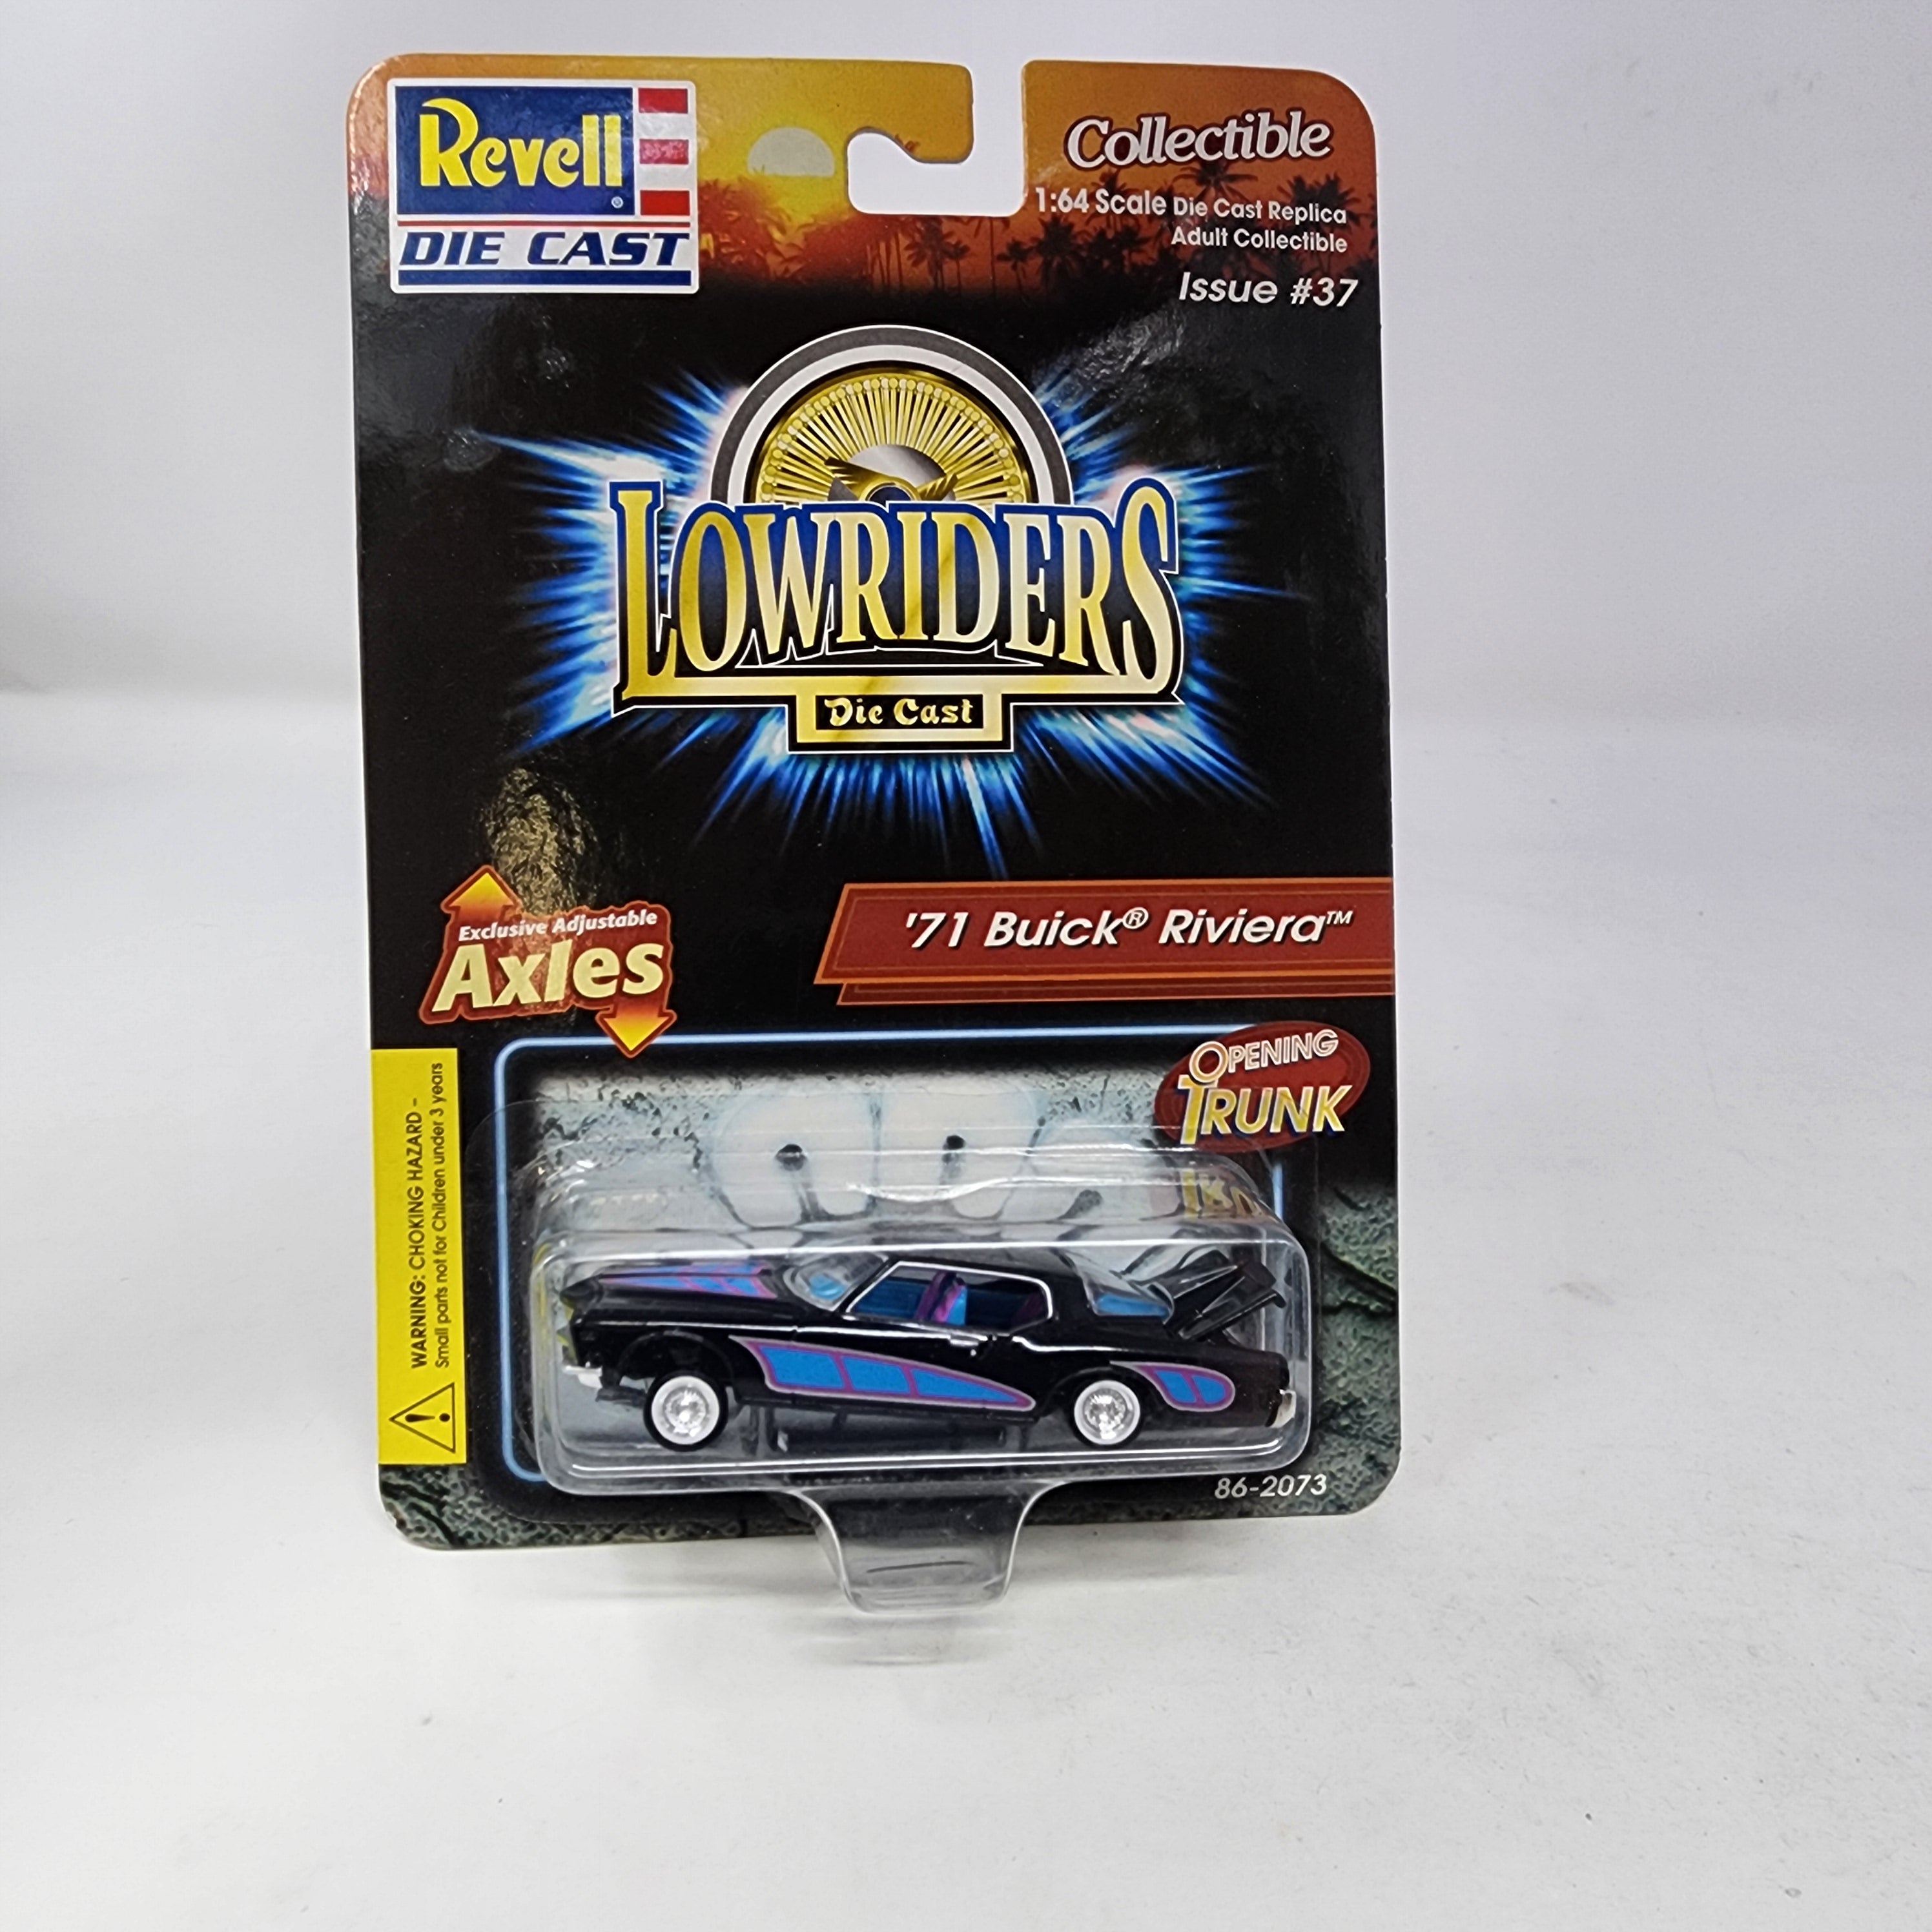 Revell®
DIE CAST
Collectible
1:64 Scale Die Cast Replica
Adult Collectible
Issue #37
LOWRIDERS
Die Cast
Exclusive Adjustable
Axles
'71 Buick® Riviera™
OPENING
TRUNK
WARNING: CHOKING HAZARD –
Small parts not for Children under 3 years
86-2073